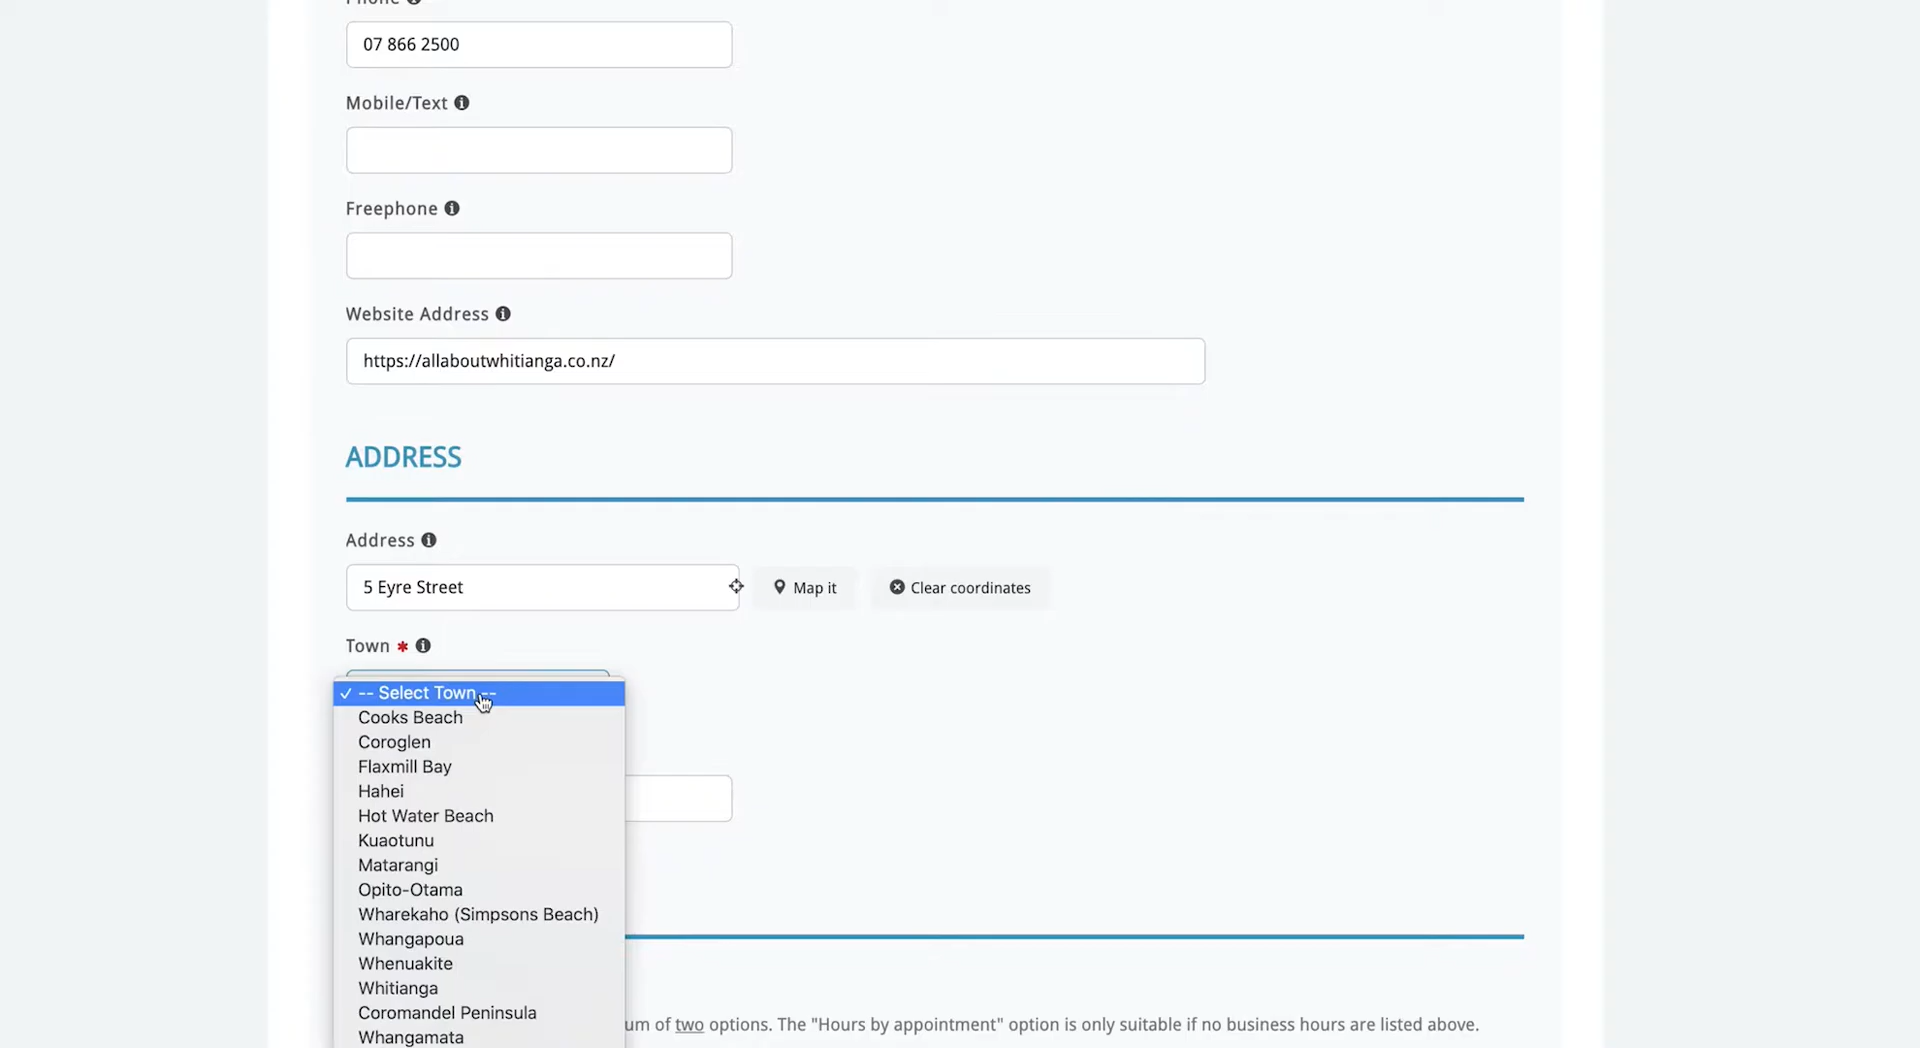 Phone
07 866 2500
Mobile/Text
Freephone
Website Address
https://allaboutwhitianga.co.nz/
ADDRESS
Address
5 Eyre Street
Map it
Clear coordinates
Town *
✓ -- Select Town --
Cooks Beach
Coroglen
Flaxmill Bay
Hahei
Hot Water Beach
Kuaotunu
Matarangi
Opito-Otama
Wharekaho (Simpsons Beach)
Whangapoua
Whenuakite
Whitianga
Coromandel Peninsula
um of two options. The "Hours by appointment" option is only suitable if no business hours are listed above.
Whangamata